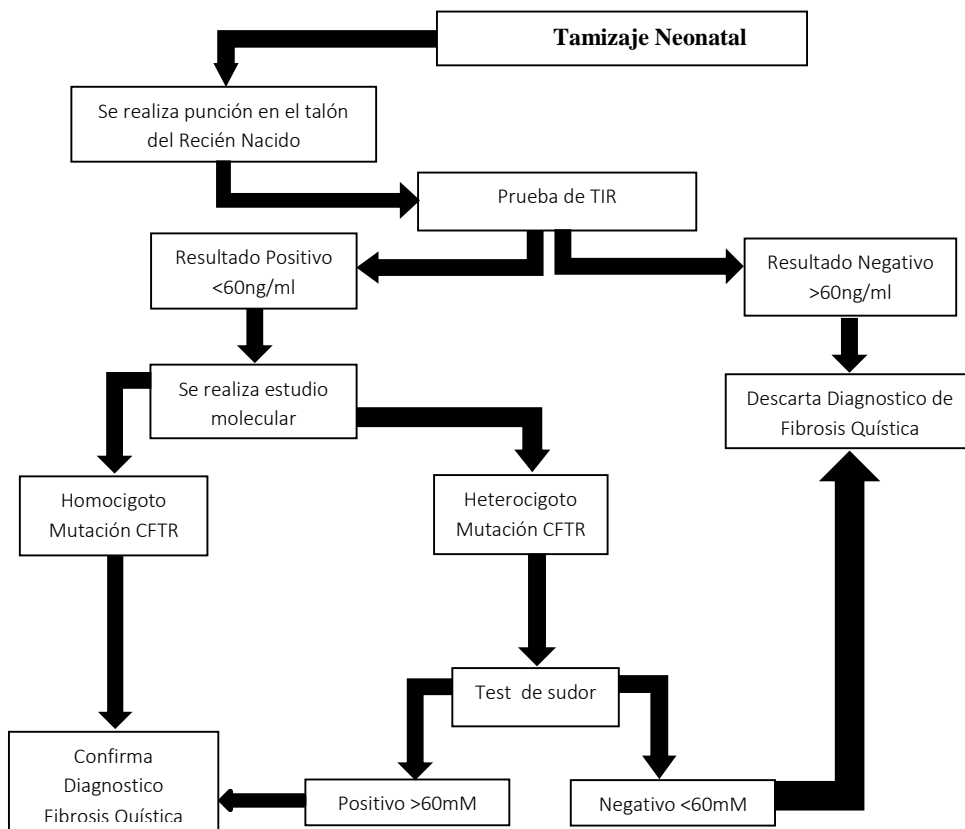 Tamizaje Neonatal
Se realiza punción en el talón
del Recién Nacido
Prueba de TIR
Resultado Positivo
<60ng/ml
Resultado Negativo
>60ng/ml
Se realiza estudio
molecular
Descarta Diagnostico de
Fibrosis Quística
Homocigoto
Mutación CFTR
Heterocigoto
Mutación CFTR
Test de sudor
Confirma
Diagnostico
Fibrosis Quística
Positivo >60mM
Negativo <60mM